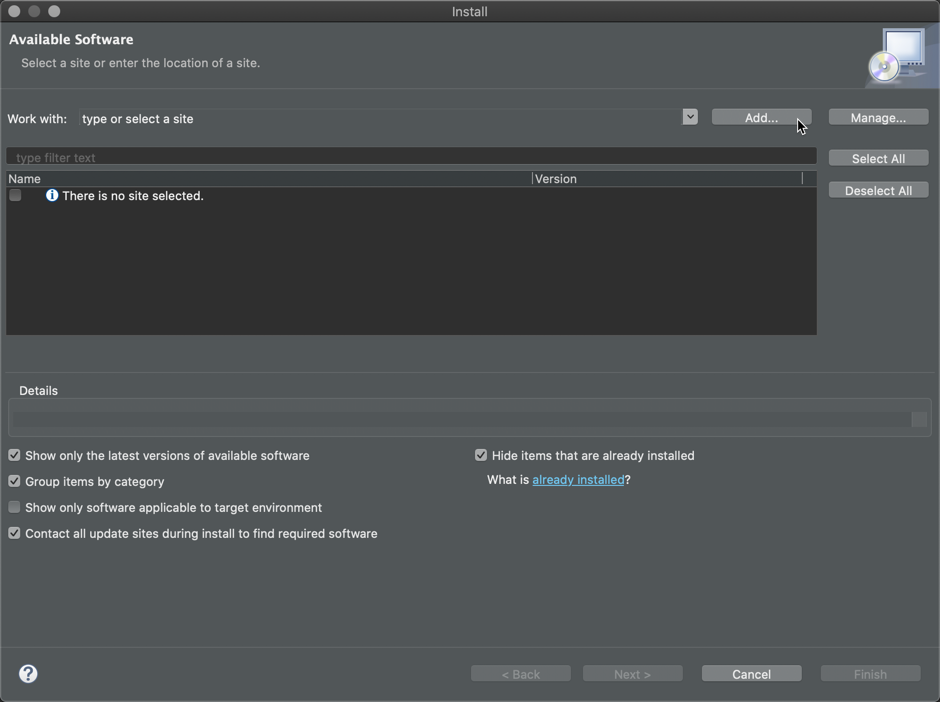 Install
Available Software
Select a site or enter the location of a site.
Work with: type or select a site Add... Manage...
type filter text Select All
Name Version
There is no site selected. Deselect All
Details
Show only the latest versions of available software Hide items that are already installed
Group items by category What is already installed?
Show only software applicable to target environment
Contact all update sites during install to find required software
? < Back Next > Cancel Finish